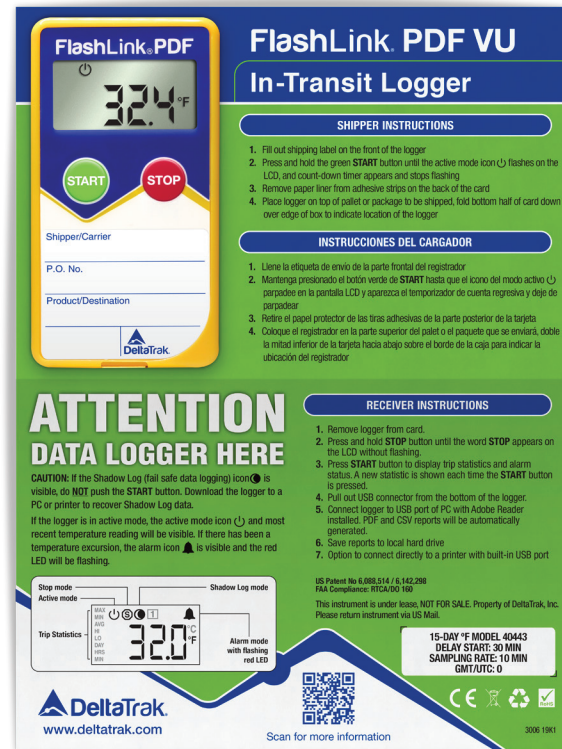 FlashLink® PDF
32.4 °F
START
STOP
Shipper/Carrier
P.O. No.
Product/Destination
DeltaTrak
FlashLink® PDF VU
In-Transit Logger
SHIPPER INSTRUCTIONS
1. Fill out shipping label on the front of the logger
2. Press and hold the green START button until the active mode icon flashes on the
LCD, and count-down timer appears and stops flashing
3. Remove paper liner from adhesive strips on the back of the card
4. Place logger on top of pallet or package to be shipped, fold bottom half of card down
over edge of box to indicate location of the logger
INSTRUCCIONES DEL CARGADOR
1. Llene la etiqueta de envio de la parte frontal del registrador
2. Mantenga presionado el botón verde de START hasta que el ícono del modo activo
parpadee en la pantalla LCD y aparezca el temporizador de cuenta regresiva y deje de
parpadear
3. Retire el papel protector de las tiras adhesivas de la parte posterior de la tarjeta
4. Coloque el registrador en la parte superior del palet o el paquete que se enviará, doble
la mitad inferior de la tarjeta hacia abajo sobre el borde de la caja para indicar la
ubicación del registrador
ATTENTION
DATA LOGGER HERE
CAUTION: If the Shadow Log (fail safe data logging) icon is
visible, do NOT push the START button. Download the logger to a
PC or printer to recover Shadow Log data.
If the logger is in active mode, the active mode icon and most
recent temperature reading will be visible. If there has been a
temperature excursion, the alarm icon is visible and the red
LED will be flashing.
Stop mode
Active mode
Trip Statistics
MAX
MIN
AVG
HI
LO
DAY
HRS
MIN
S
1
32.0 °C
°F
Shadow Log mode
Alarm mode
with flashing
red LED
RECEIVER INSTRUCTIONS
1. Remove logger from card.
2. Press and hold STOP button until the word STOP appears on
the LCD without flashing.
3. Press START button to display trip statistics and alarm
status. A new statistic is shown each time the START button
is pressed.
4. Pull out USB connector from the bottom of the logger.
5. Connect logger to USB port of PC with Adobe Reader
installed. PDF and CSV reports will be automatically
generated.
6. Save reports to local hard drive
7. Option to connect directly to a printer with built-in USB port
US Patent No 6,088,514 / 6,142,298
FAA Compliance: RTCA/DO 160
This instrument is under lease, NOT FOR SALE. Property of DeltaTrak, Inc.
Please return instrument via US Mail.
15-DAY °F MODEL 40443
DELAY START: 30 MIN
SAMPLING RATE: 10 MIN
GMT/UTC: 0
CE
RoHS
DeltaTrak®
www.deltatrak.com
Scan for more information
3006 19K1